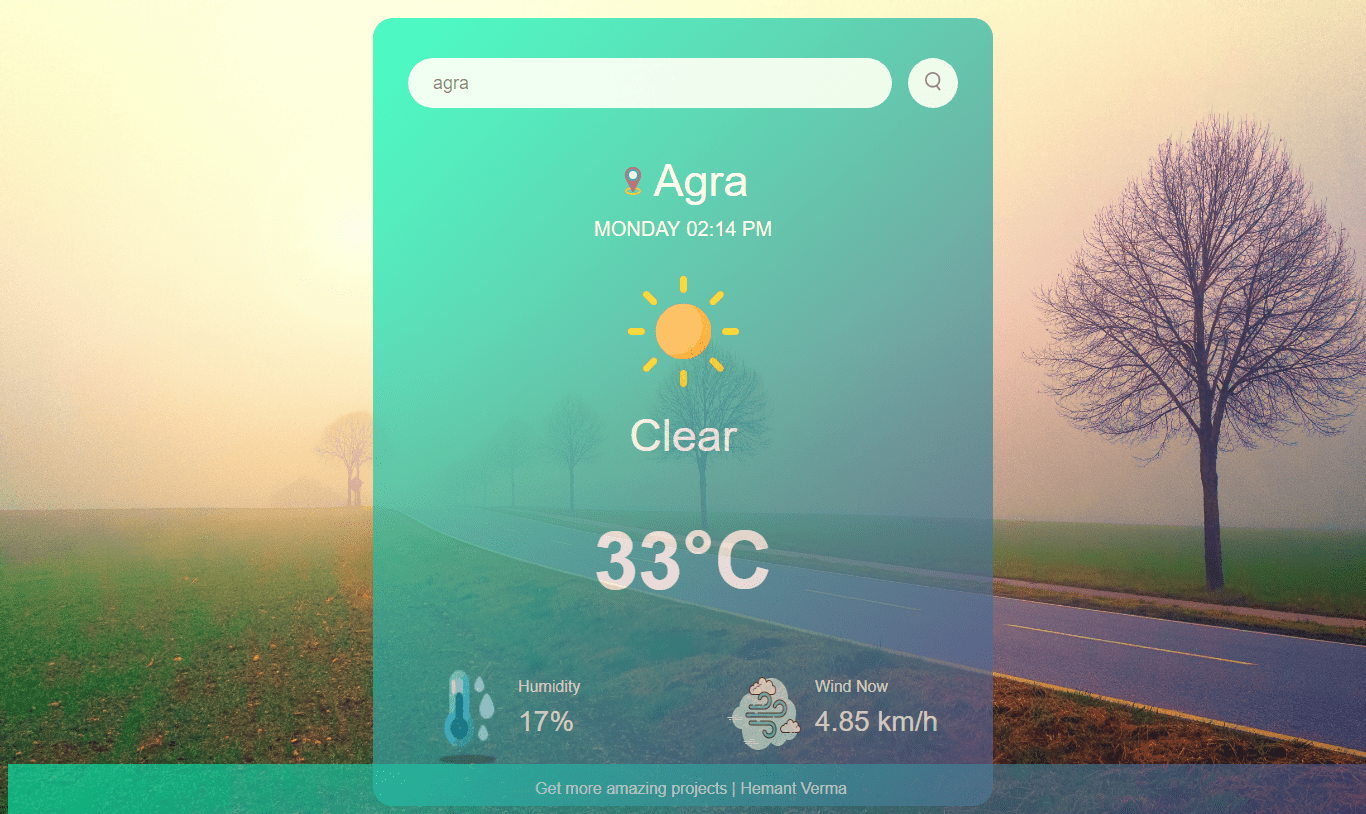 agra
Agra
MONDAY 02:14 PM
Clear
33°C
Humidity
17%
Wind Now
4.85 km/h
Get more amazing projects | Hemant Verma